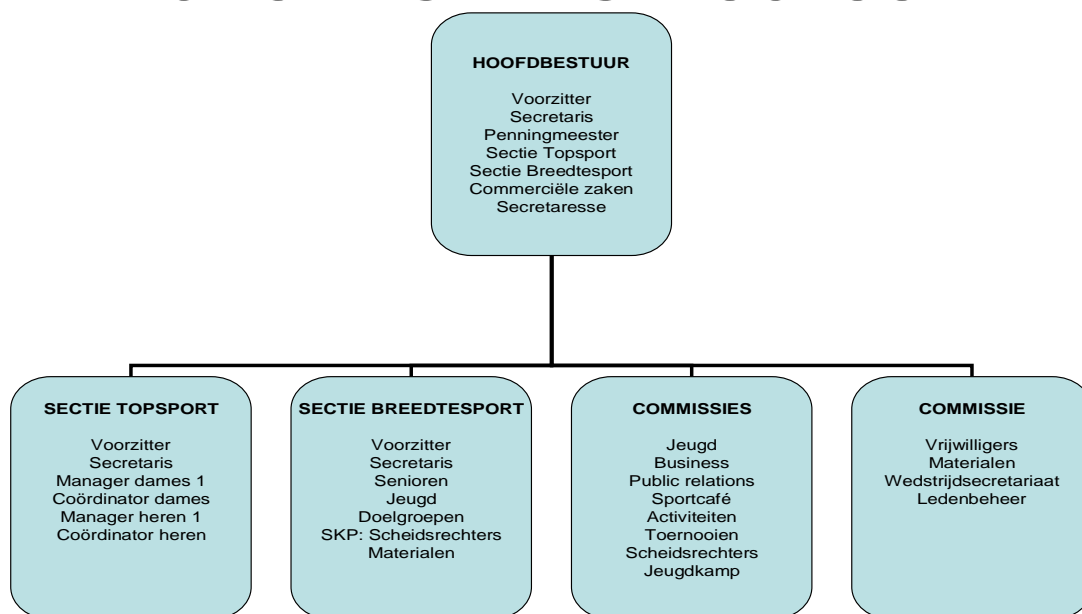 HOOFDBESTUUR
Voorzitter
Secretaris
Penningmeester
Sectie Topsport
Sectie Breedtesport
Commerciële zaken
Secretaresse
SECTIE TOPSPORT
Voorzitter
Secretaris
Manager dames 1
Coördinator dames
Manager heren 1
Coördinator heren
SECTIE BREEDTESPORT
Voorzitter
Secretaris
Senioren
Jeugd
Doelgroepen
SKP: Scheidsrechters
Materialen
COMMISSIES
Jeugd
Business
Public relations
Sportcafé
Activiteiten
Toernooien
Scheidsrechters
Jeugdkamp
COMMISSIE
Vrijwilligers
Materialen
Wedstrijdsecretariaat
Ledenbeheer